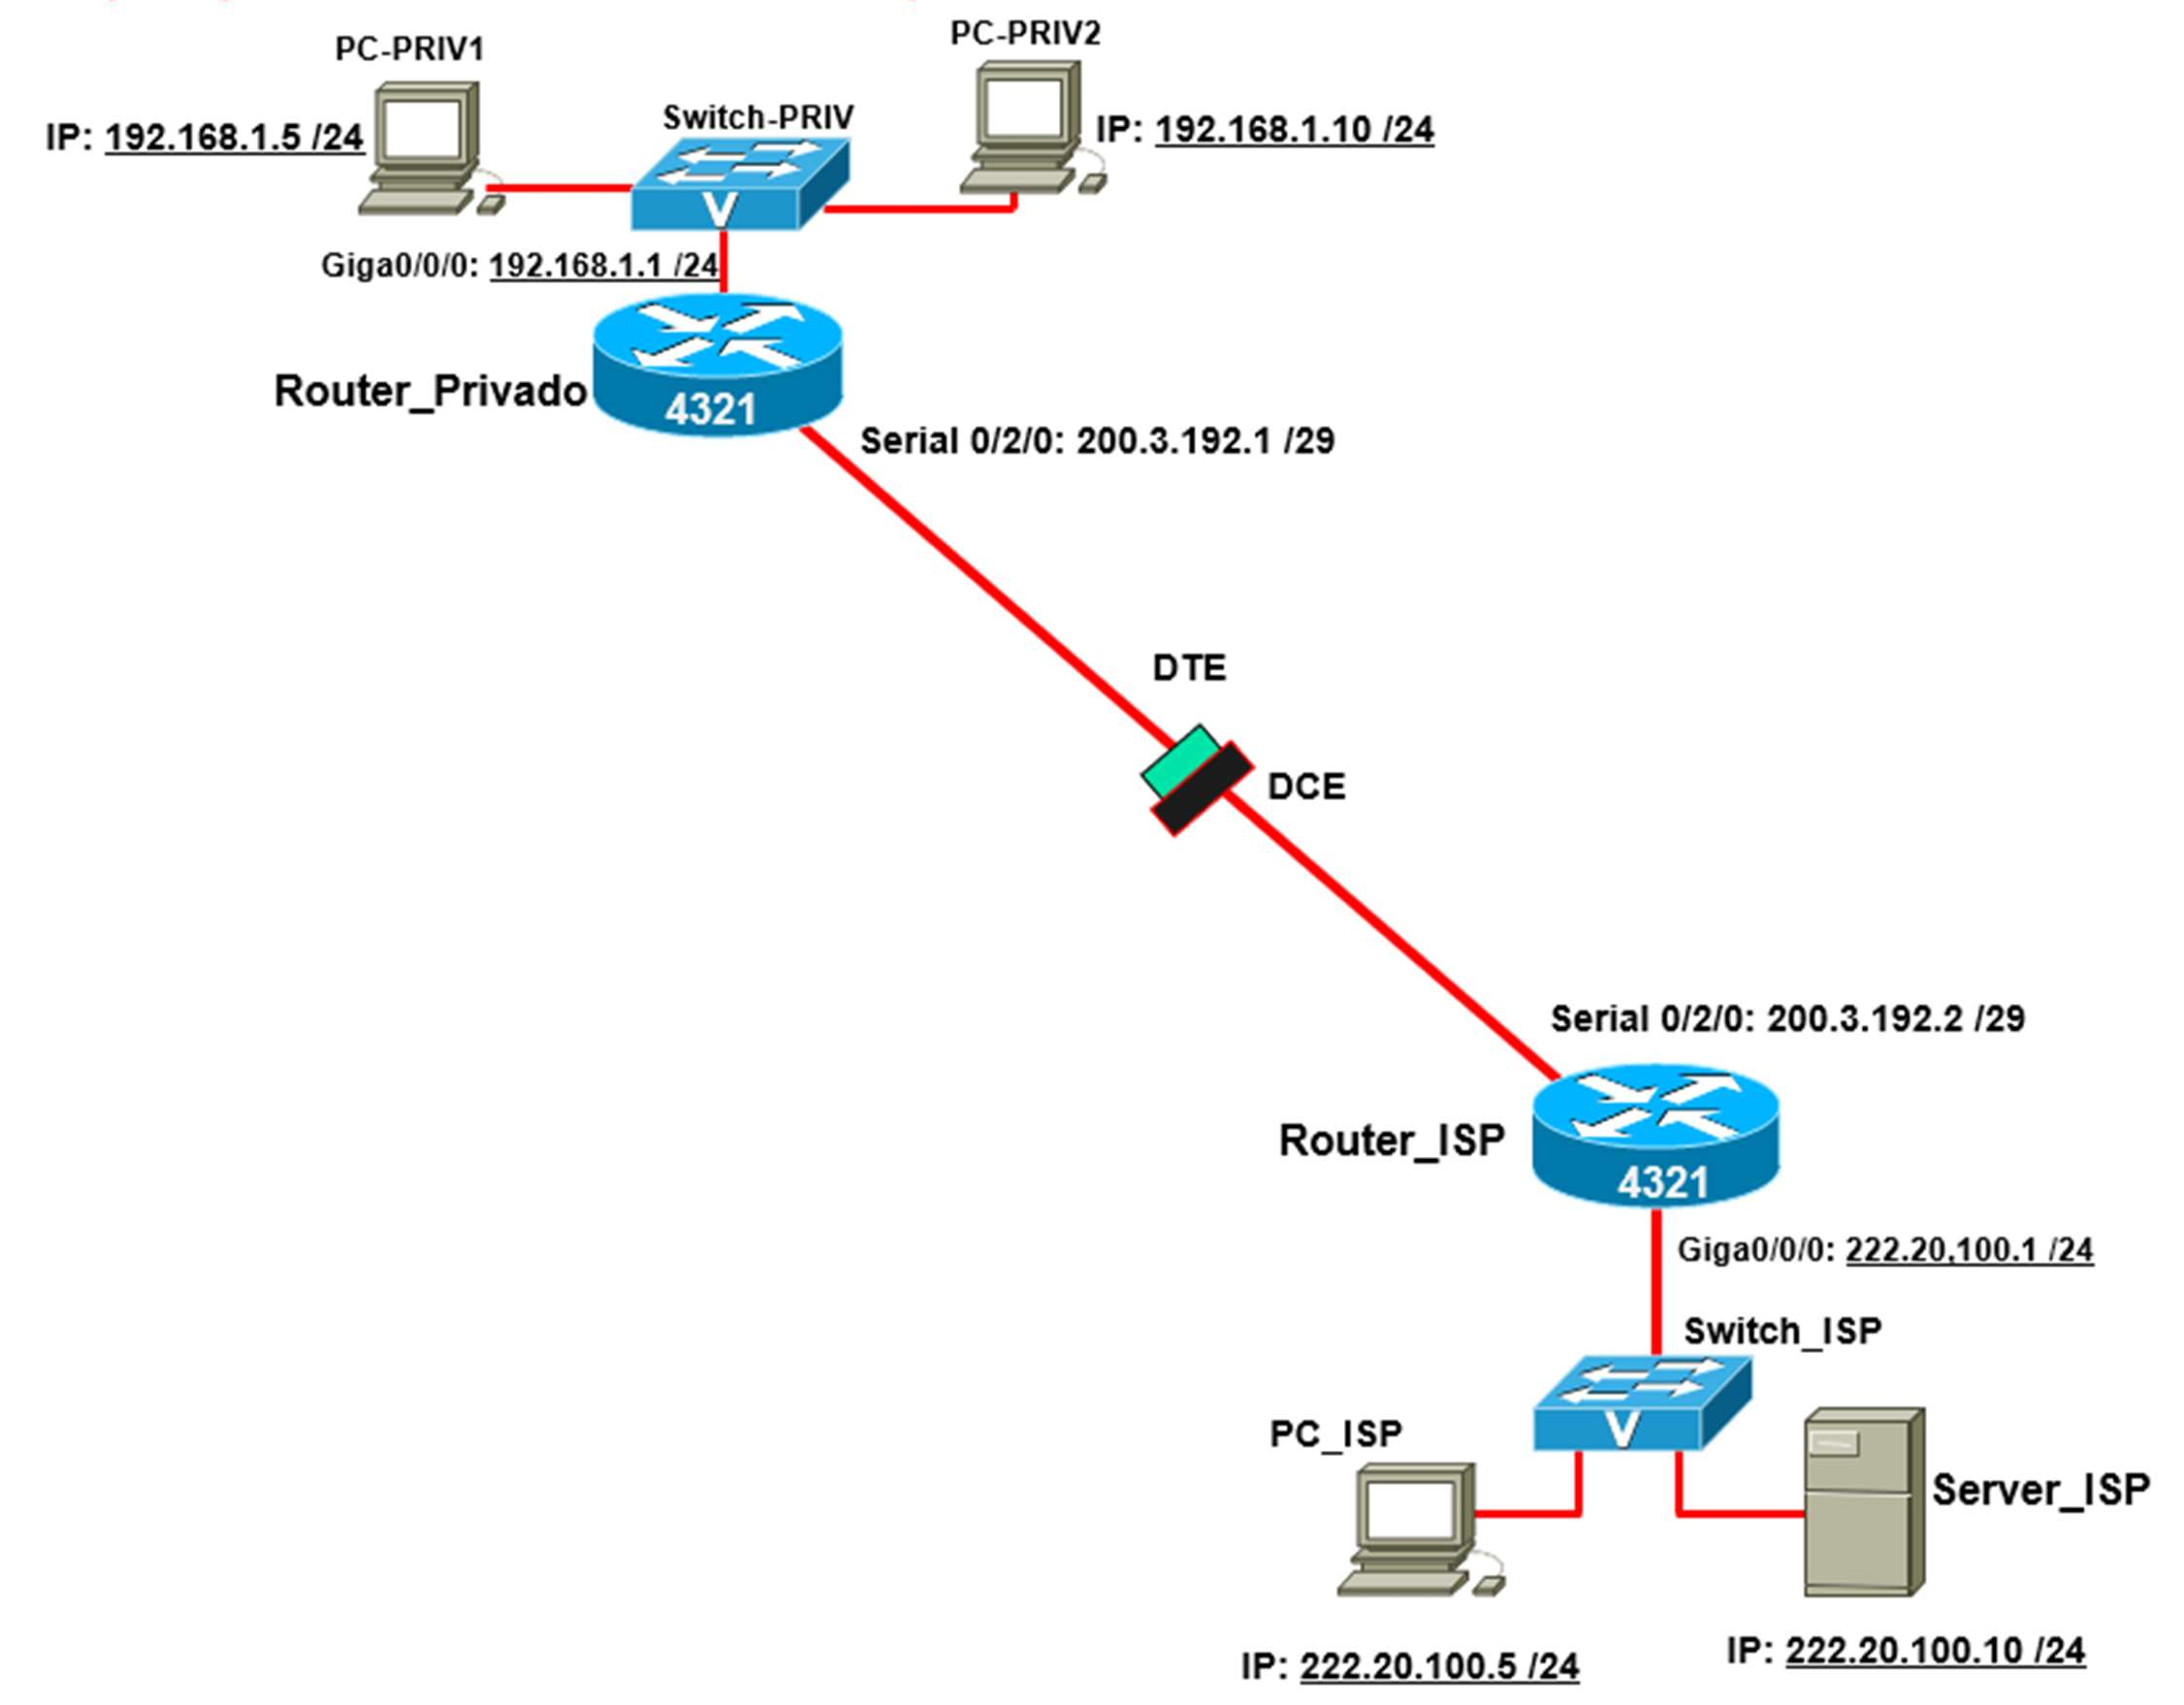 PC-PRIV1
PC-PRIV2
IP: 192.168.1.5 /24
Switch-PRIV
IP: 192.168.1.10 /24
V
Giga0/0/0: 192.168.1.1 /24
Router_Privado
4321
Serial 0/2/0: 200.3.192.1 /29
DTE
DCE
Serial 0/2/0: 200.3.192.2 /29
Router_ISP
4321
Giga0/0/0: 222.20,100.1 /24
Switch_ISP
V
PC_ISP
Server_ISP
IP: 222.20.100.5 /24
IP: 222.20.100.10 /24